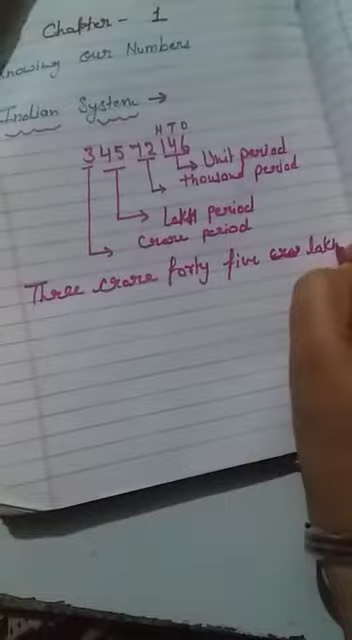 Chapter - 1
Knowing our Numbers
Indian System →
H T O
3 45 72 146
Unit period
thousand period
Lakh period
Crore period
Three crore forty five lakh